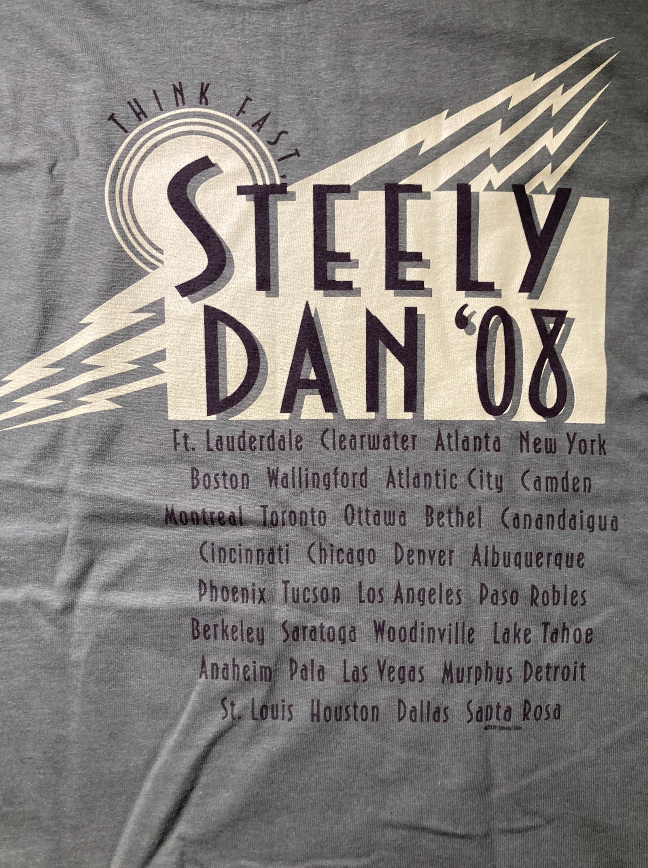 THINK FAST
STEELY
DAN '08
Ft. Lauderdale Clearwater Atlanta New York
Boston Wallingford Atlantic City Camden
Montreal Toronto Ottawa Bethel Canandaigua
Cincinnati Chicago Denver Albuquerque
Phoenix Tucson Los Angeles Paso Robles
Berkeley Saratoga Woodinville Lake Tahoe
Anaheim Pala Las Vegas Murphys Detroit
St. Louis Houston Dallas Santa Rosa